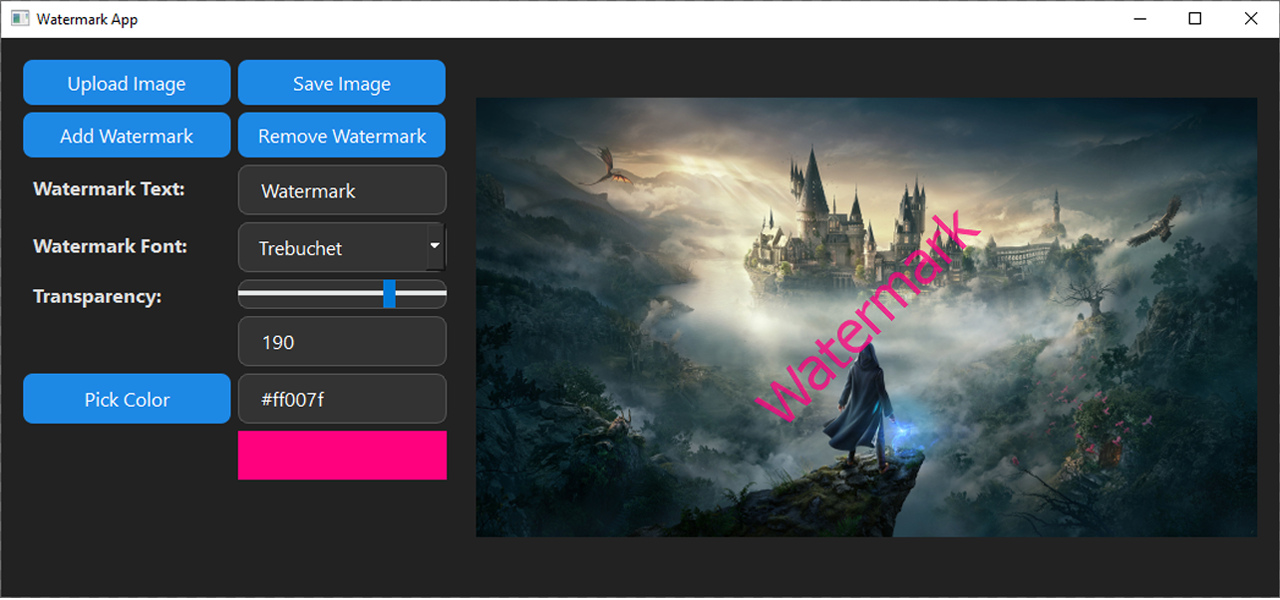 Watermark App
Upload Image
Save Image
Add Watermark
Remove Watermark
Watermark Text:
Watermark
Watermark Font:
Trebuchet
Transparency:
190
Pick Color
#ff007f
Watermark